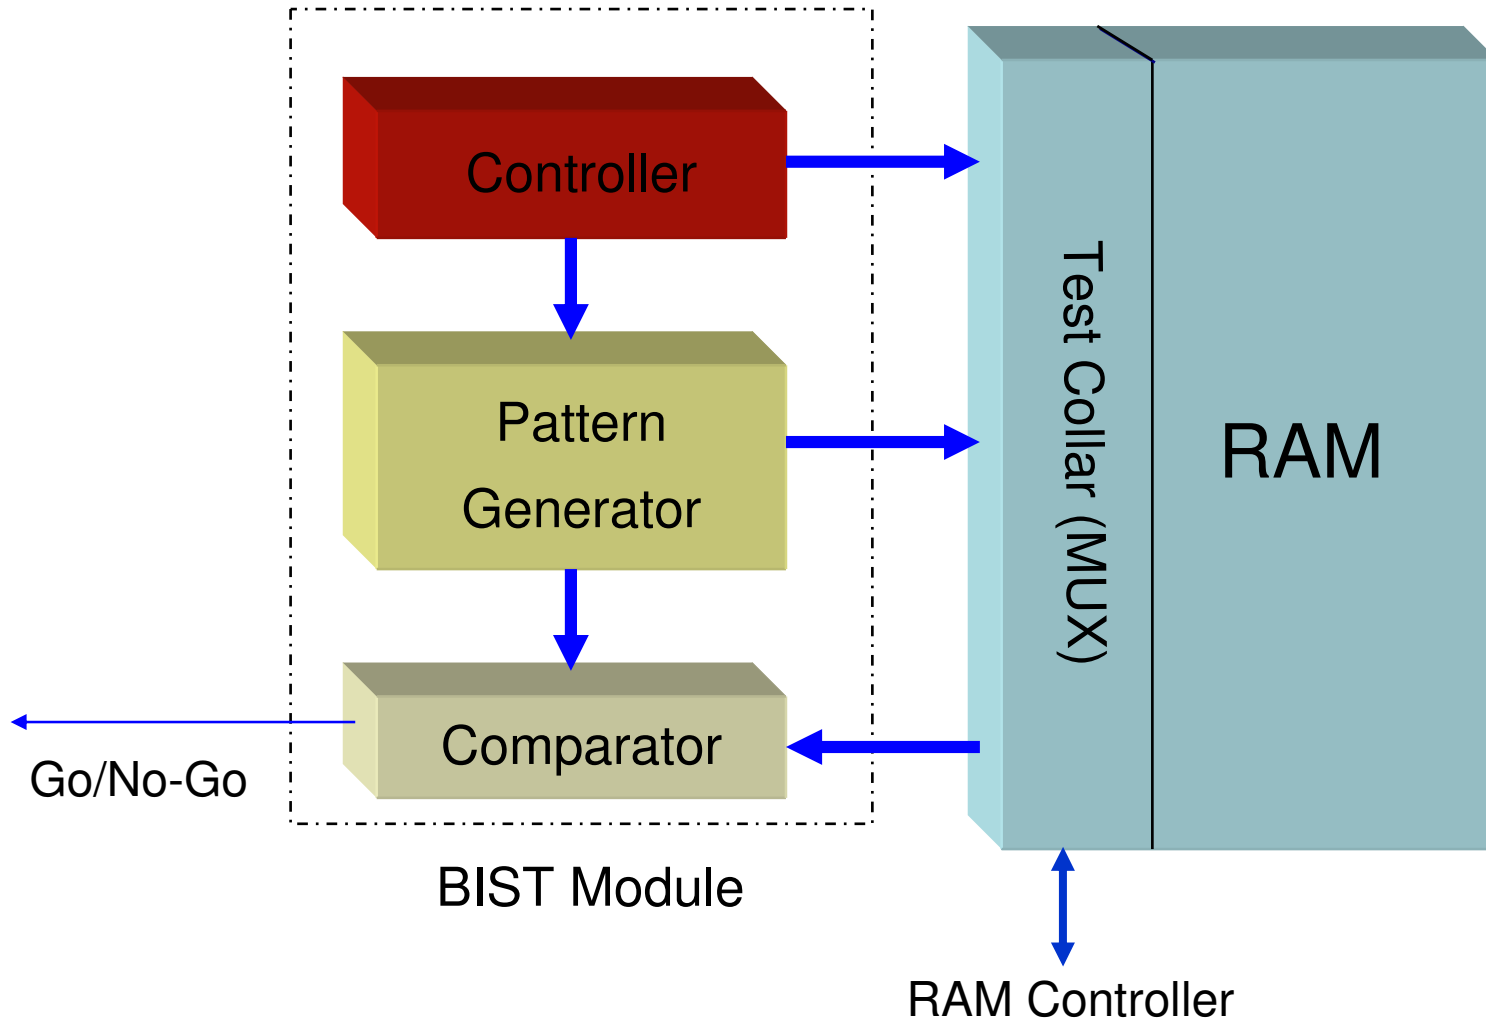 Controller
Pattern
Generator
Comparator
Go/No-Go
BIST Module
Test Collar (MUX)
RAM
RAM Controller